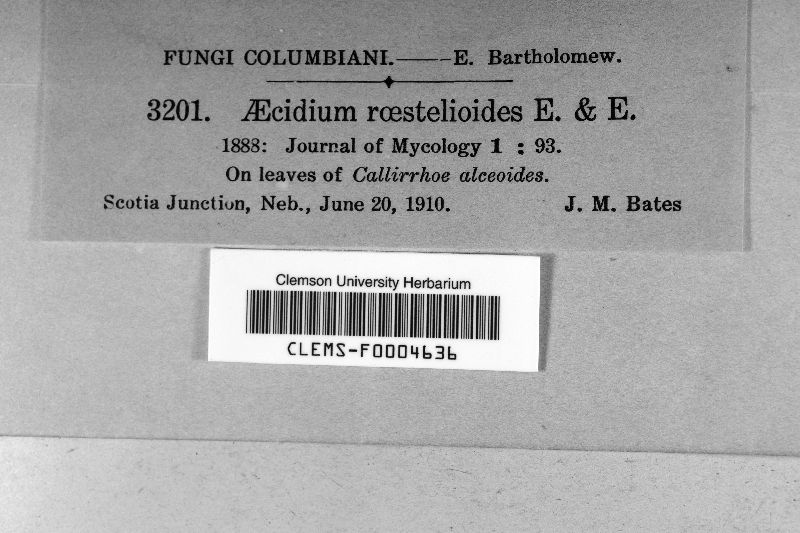 FUNGI COLUMBIANI.——E. Bartholomew.
3201. Æcidium rœstelioides E. & E.
1888: Journal of Mycology 1 : 93.
On leaves of Callirrhoe alceoides.
Scotia Junction, Neb., June 20, 1910. J. M. Bates
Clemson University Herbarium
CLEMS-F0004636